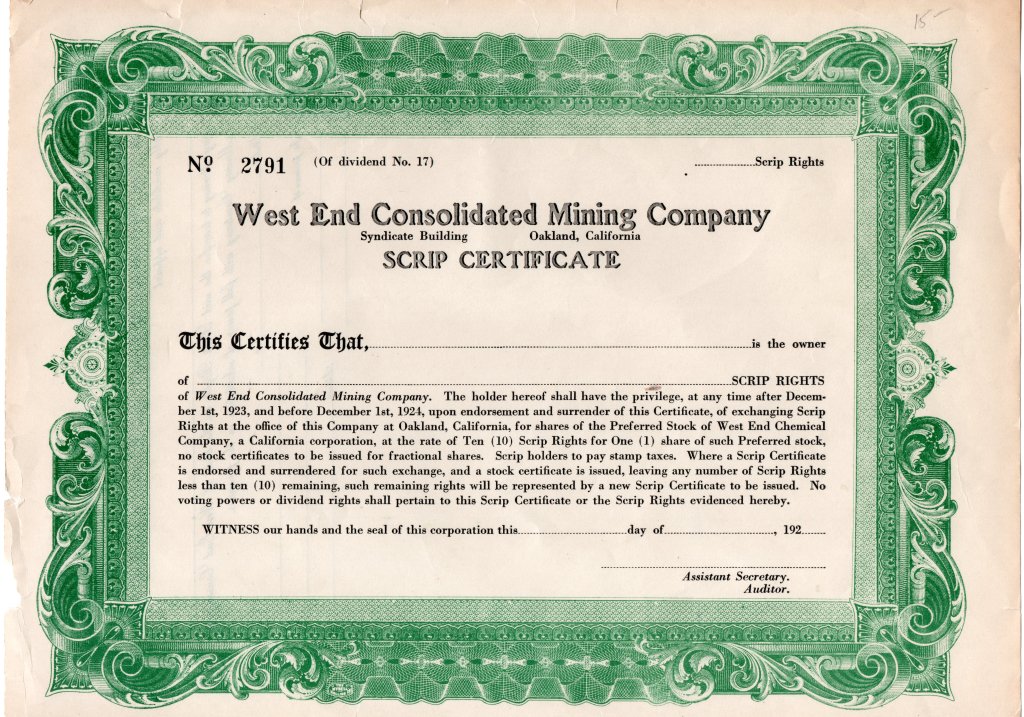 15-
Nº 2791 (Of dividend No. 17) Scrip Rights
West End Consolidated Mining Company
Syndicate Building Oakland, California
SCRIP CERTIFICATE
This Certifies That, is the owner
of SCRIP RIGHTS
of West End Consolidated Mining Company. The holder hereof shall have the privilege, at any time after Decem-
ber 1st, 1923, and before December 1st, 1924, upon endorsement and surrender of this Certificate, of exchanging Scrip
Rights at the office of this Company at Oakland, California, for shares of the Preferred Stock of West End Chemical
Company, a California corporation, at the rate of Ten (10) Scrip Rights for One (1) share of such Preferred stock,
no stock certificates to be issued for fractional shares. Scrip holders to pay stamp taxes. Where a Scrip Certificate
is endorsed and surrendered for such exchange, and a stock certificate is issued, leaving any number of Scrip Rights
less than ten (10) remaining, such remaining rights will be represented by a new Scrip Certificate to be issued. No
voting powers or dividend rights shall pertain to this Scrip Certificate or the Scrip Rights evidenced hereby.
WITNESS our hands and the seal of this corporation this day of , 192
Assistant Secretary.
Auditor.